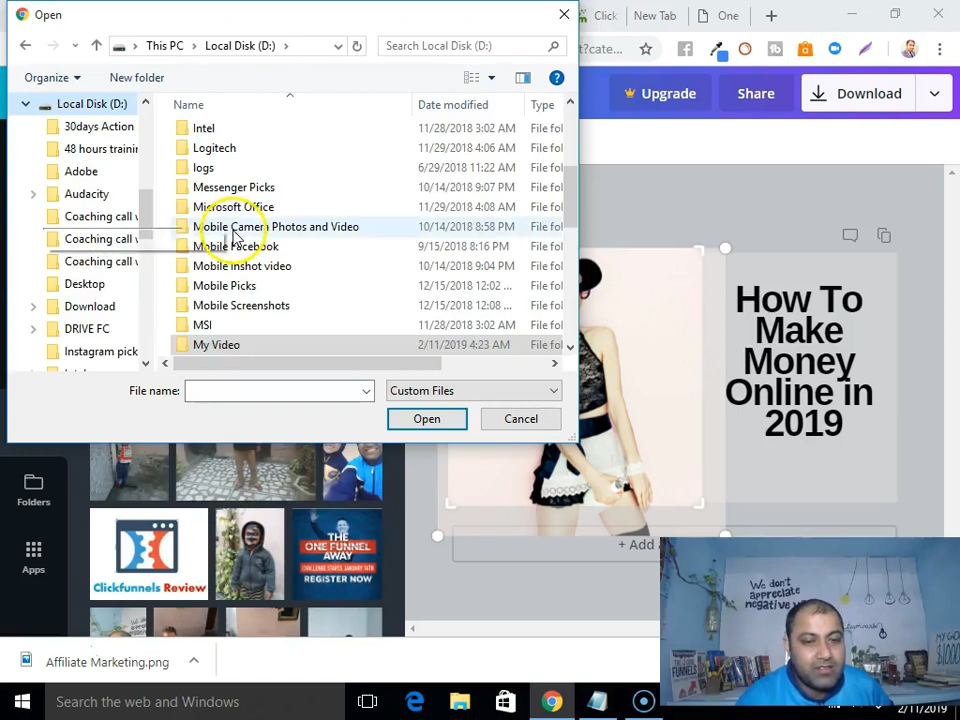 Open
Click
New Tab
One
This PC
Local Disk (D:)
Search Local Disk (D:)
t?cate...
Organize
New folder
Upgrade
Share
Download
Local Disk (D:)
Name
Date modified
Type
30days Action
Intel
11/28/2018 3:02 AM
File fol
48 hours trainin
Logitech
11/29/2018 4:06 AM
File fol
Adobe
logs
6/29/2018 11:22 AM
File fol
Audacity
Messenger Picks
10/14/2018 9:07 PM
File fol
Coaching call
Microsoft Office
11/29/2018 4:08 AM
File fol
Coaching call
Mobile Camera Photos and Video
10/14/2018 8:58 PM
File fol
Coaching call
Mobile Facebook
9/15/2018 8:16 PM
File fol
Desktop
Mobile inshot video
10/14/2018 9:04 PM
File fol
Download
Mobile Picks
12/15/2018 12:02 ...
File fol
DRIVE FC
Mobile Screenshots
12/15/2018 12:08 ...
File fol
Instagram pick
MSI
11/28/2018 3:02 AM
File fol
My Video
2/11/2019 4:23 AM
File fol
File name:
Custom Files
Open
Cancel
How To
Make
Money
Online in
2019
Folders
Apps
Clickfunnels Review
THE
ONE FUNNEL
AWAY
CHALLENGE STARTS JANUARY 14TH
REGISTER NOW
+ Add
We don't
appreciate
negative
MY GO
$1000
Affiliate Marketing.png
Search the web and Windows
2/11/2019